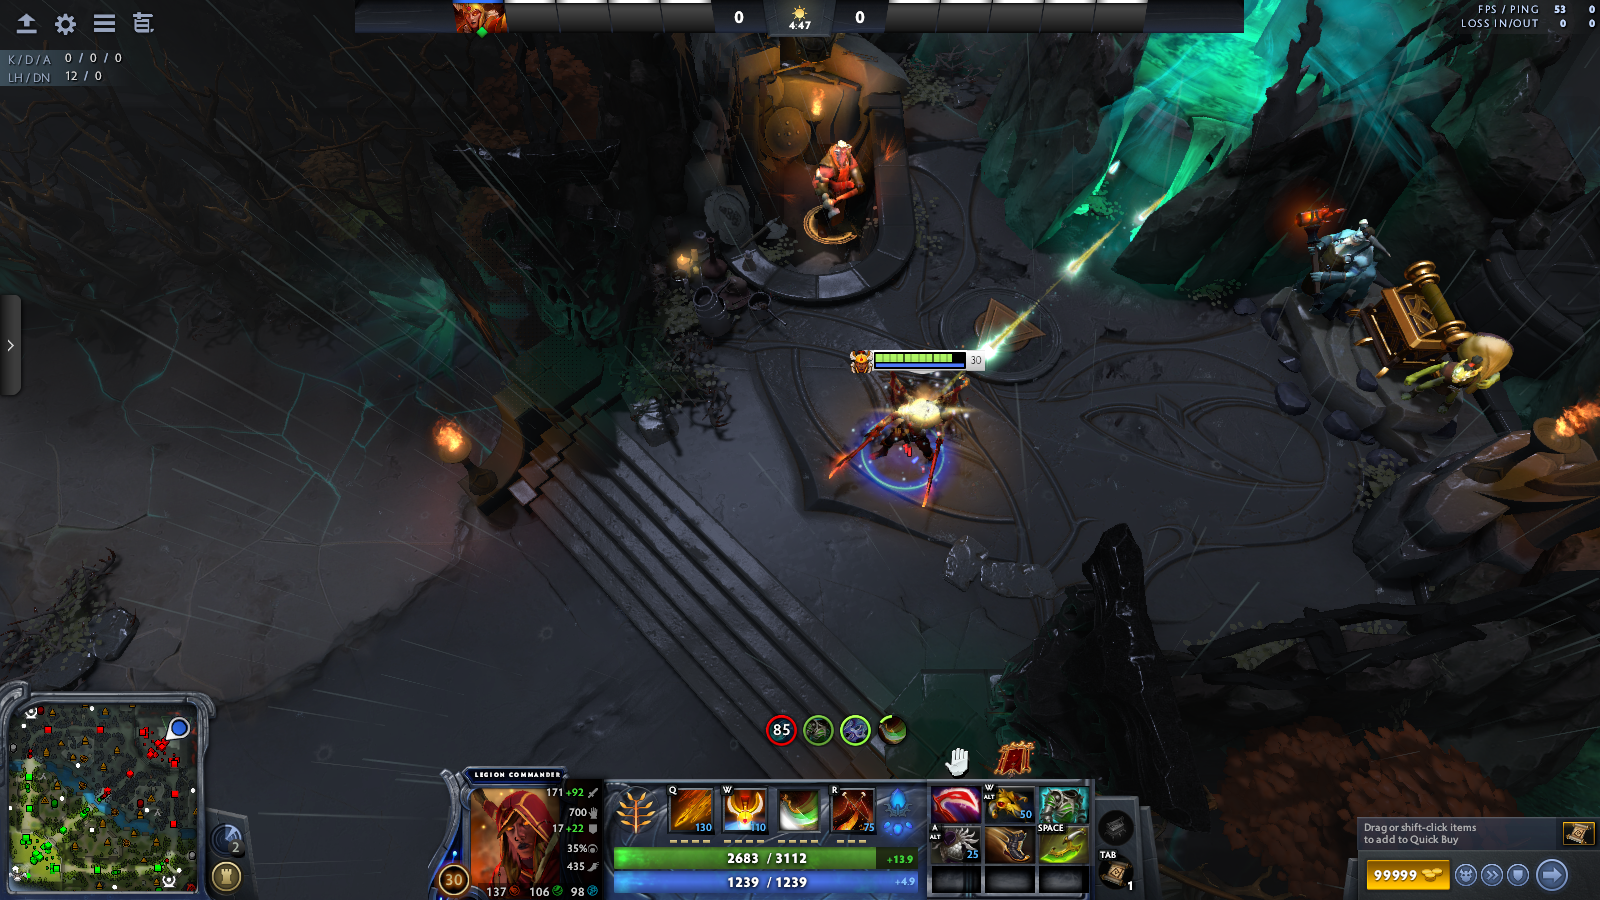 0
4:47
0
FPS / PING 53 0
LOSS IN/OUT 0 0
K/D/A 0 / 0 / 0
LH/DN 12 / 0
30
85
LEGION COMMANDER
171 +92
700
17 +22
35%
435
30
137 106 98
Q
130
W
110
R
75
2683 / 3112
+13.9
1239 / 1239
+4.9
W
ALT
50
A
ALT
25
SPACE
TAB
1
2
Drag or shift-click items
to add to Quick Buy
99999